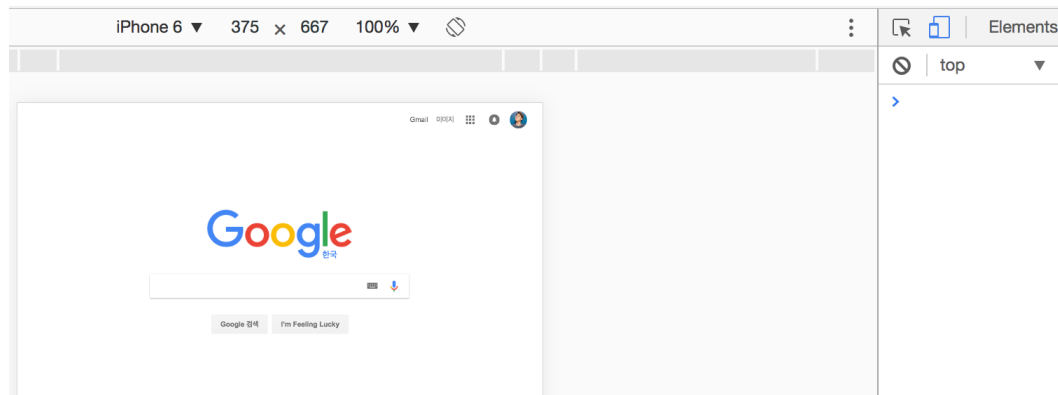 iPhone 6 ▼ 375 × 667 100% ▼
Elements
top ▼
Gmail 이미지
Google
한국
Google 검색 I'm Feeling Lucky